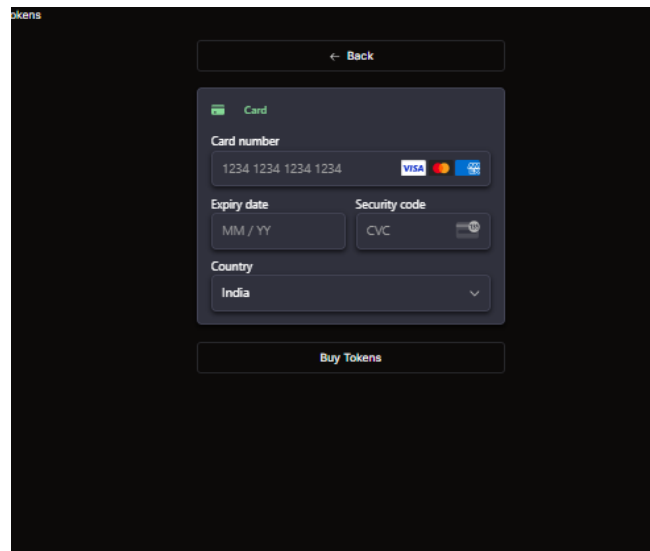 okens
← Back
Card
Card number
1234 1234 1234 1234 VISA
Expiry date Security code
MM / YY CVC
Country
India
Buy Tokens